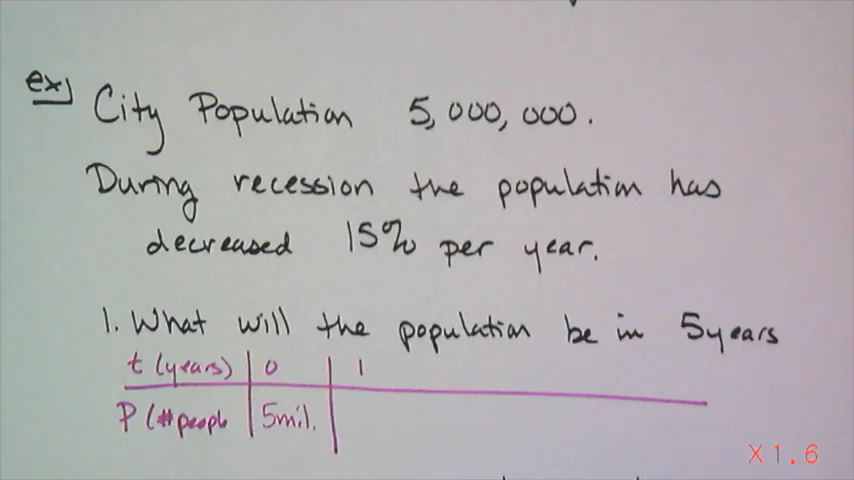 ex)
City Population 5,000,000.
During recession the population has
decreased 15% per year.
1. What will the population be in 5years
t (years) 0 1
P (#people 5mil.
X1.6